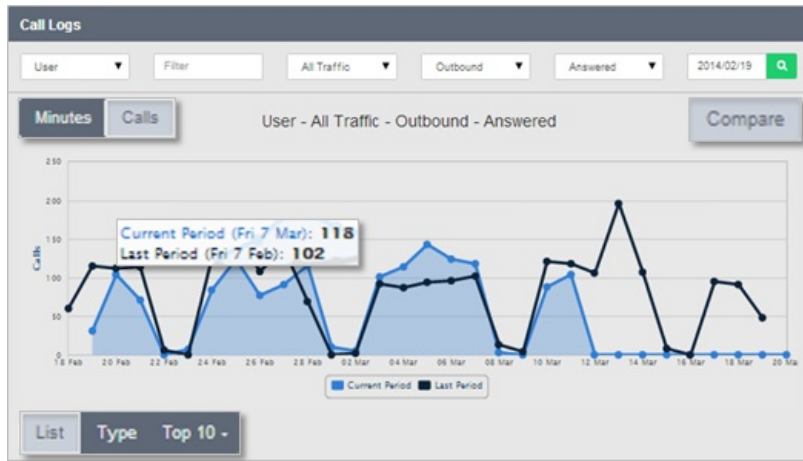 Call Logs
User Filter All Traffic Outbound Answered 2014/02/19
Minutes Calls User - All Traffic - Outbound - Answered Compare
250
200
150
100
50
0
Calls
Current Period (Fri 7 Mar): 118
Last Period (Fri 7 Feb): 102
18 Feb 20 Feb 22 Feb 24 Feb 26 Feb 28 Feb 02 Mar 04 Mar 06 Mar 08 Mar 10 Mar 12 Mar 14 Mar 16 Mar 18 Mar 20 Ma
Current Period Last Period
List Type Top 10